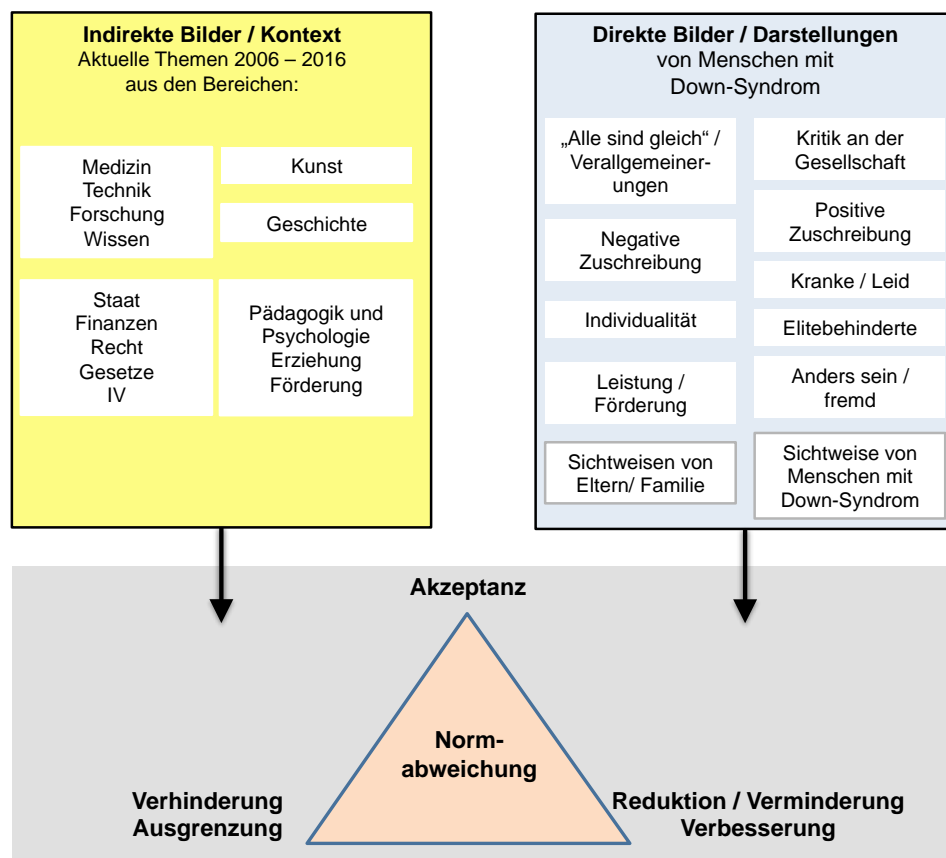 Indirekte Bilder / Kontext
Aktuelle Themen 2006 – 2016
aus den Bereichen:
Medizin
Technik
Forschung
Wissen
Kunst
Geschichte
Staat
Finanzen
Recht
Gesetze
IV
Pädagogik und
Psychologie
Erziehung
Förderung
Direkte Bilder / Darstellungen
von Menschen mit
Down-Syndrom
„Alle sind gleich“ /
Verallgemeiner-
ungen
Negative
Zuschreibung
Individualität
Leistung /
Förderung
Sichtweisen von
Eltern/ Familie
Kritik an der
Gesellschaft
Positive
Zuschreibung
Kranke / Leid
Elitebehinderte
Anders sein /
fremd
Sichtweise von
Menschen mit
Down-Syndrom
Akzeptanz
Norm-
abweichung
Verhinderung
Ausgrenzung
Reduktion / Verminderung
Verbesserung